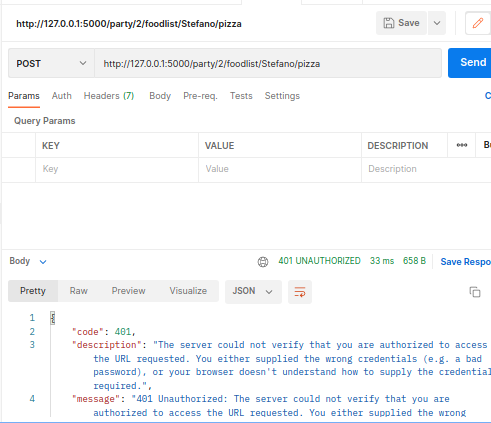 http://127.0.0.1:5000/party/2/foodlist/Stefano/pizza Save
POST http://127.0.0.1:5000/party/2/foodlist/Stefano/pizza Send
Params Auth Headers (7) Body Pre-req. Tests Settings
Query Params
KEY VALUE DESCRIPTION ooo
Key Value Description
Body 401 UNAUTHORIZED 33 ms 658 B Save Respo
Pretty Raw Preview Visualize JSON
1 {
2 "code": 401,
3 "description": "The server could not verify that you are authorized to access
the URL requested. You either supplied the wrong credentials (e.g. a bad
password), or your browser doesn't understand how to supply the credential
required.",
4 "message": "401 Unauthorized: The server could not verify that you are
authorized to access the URL requested. You either supplied the wrong